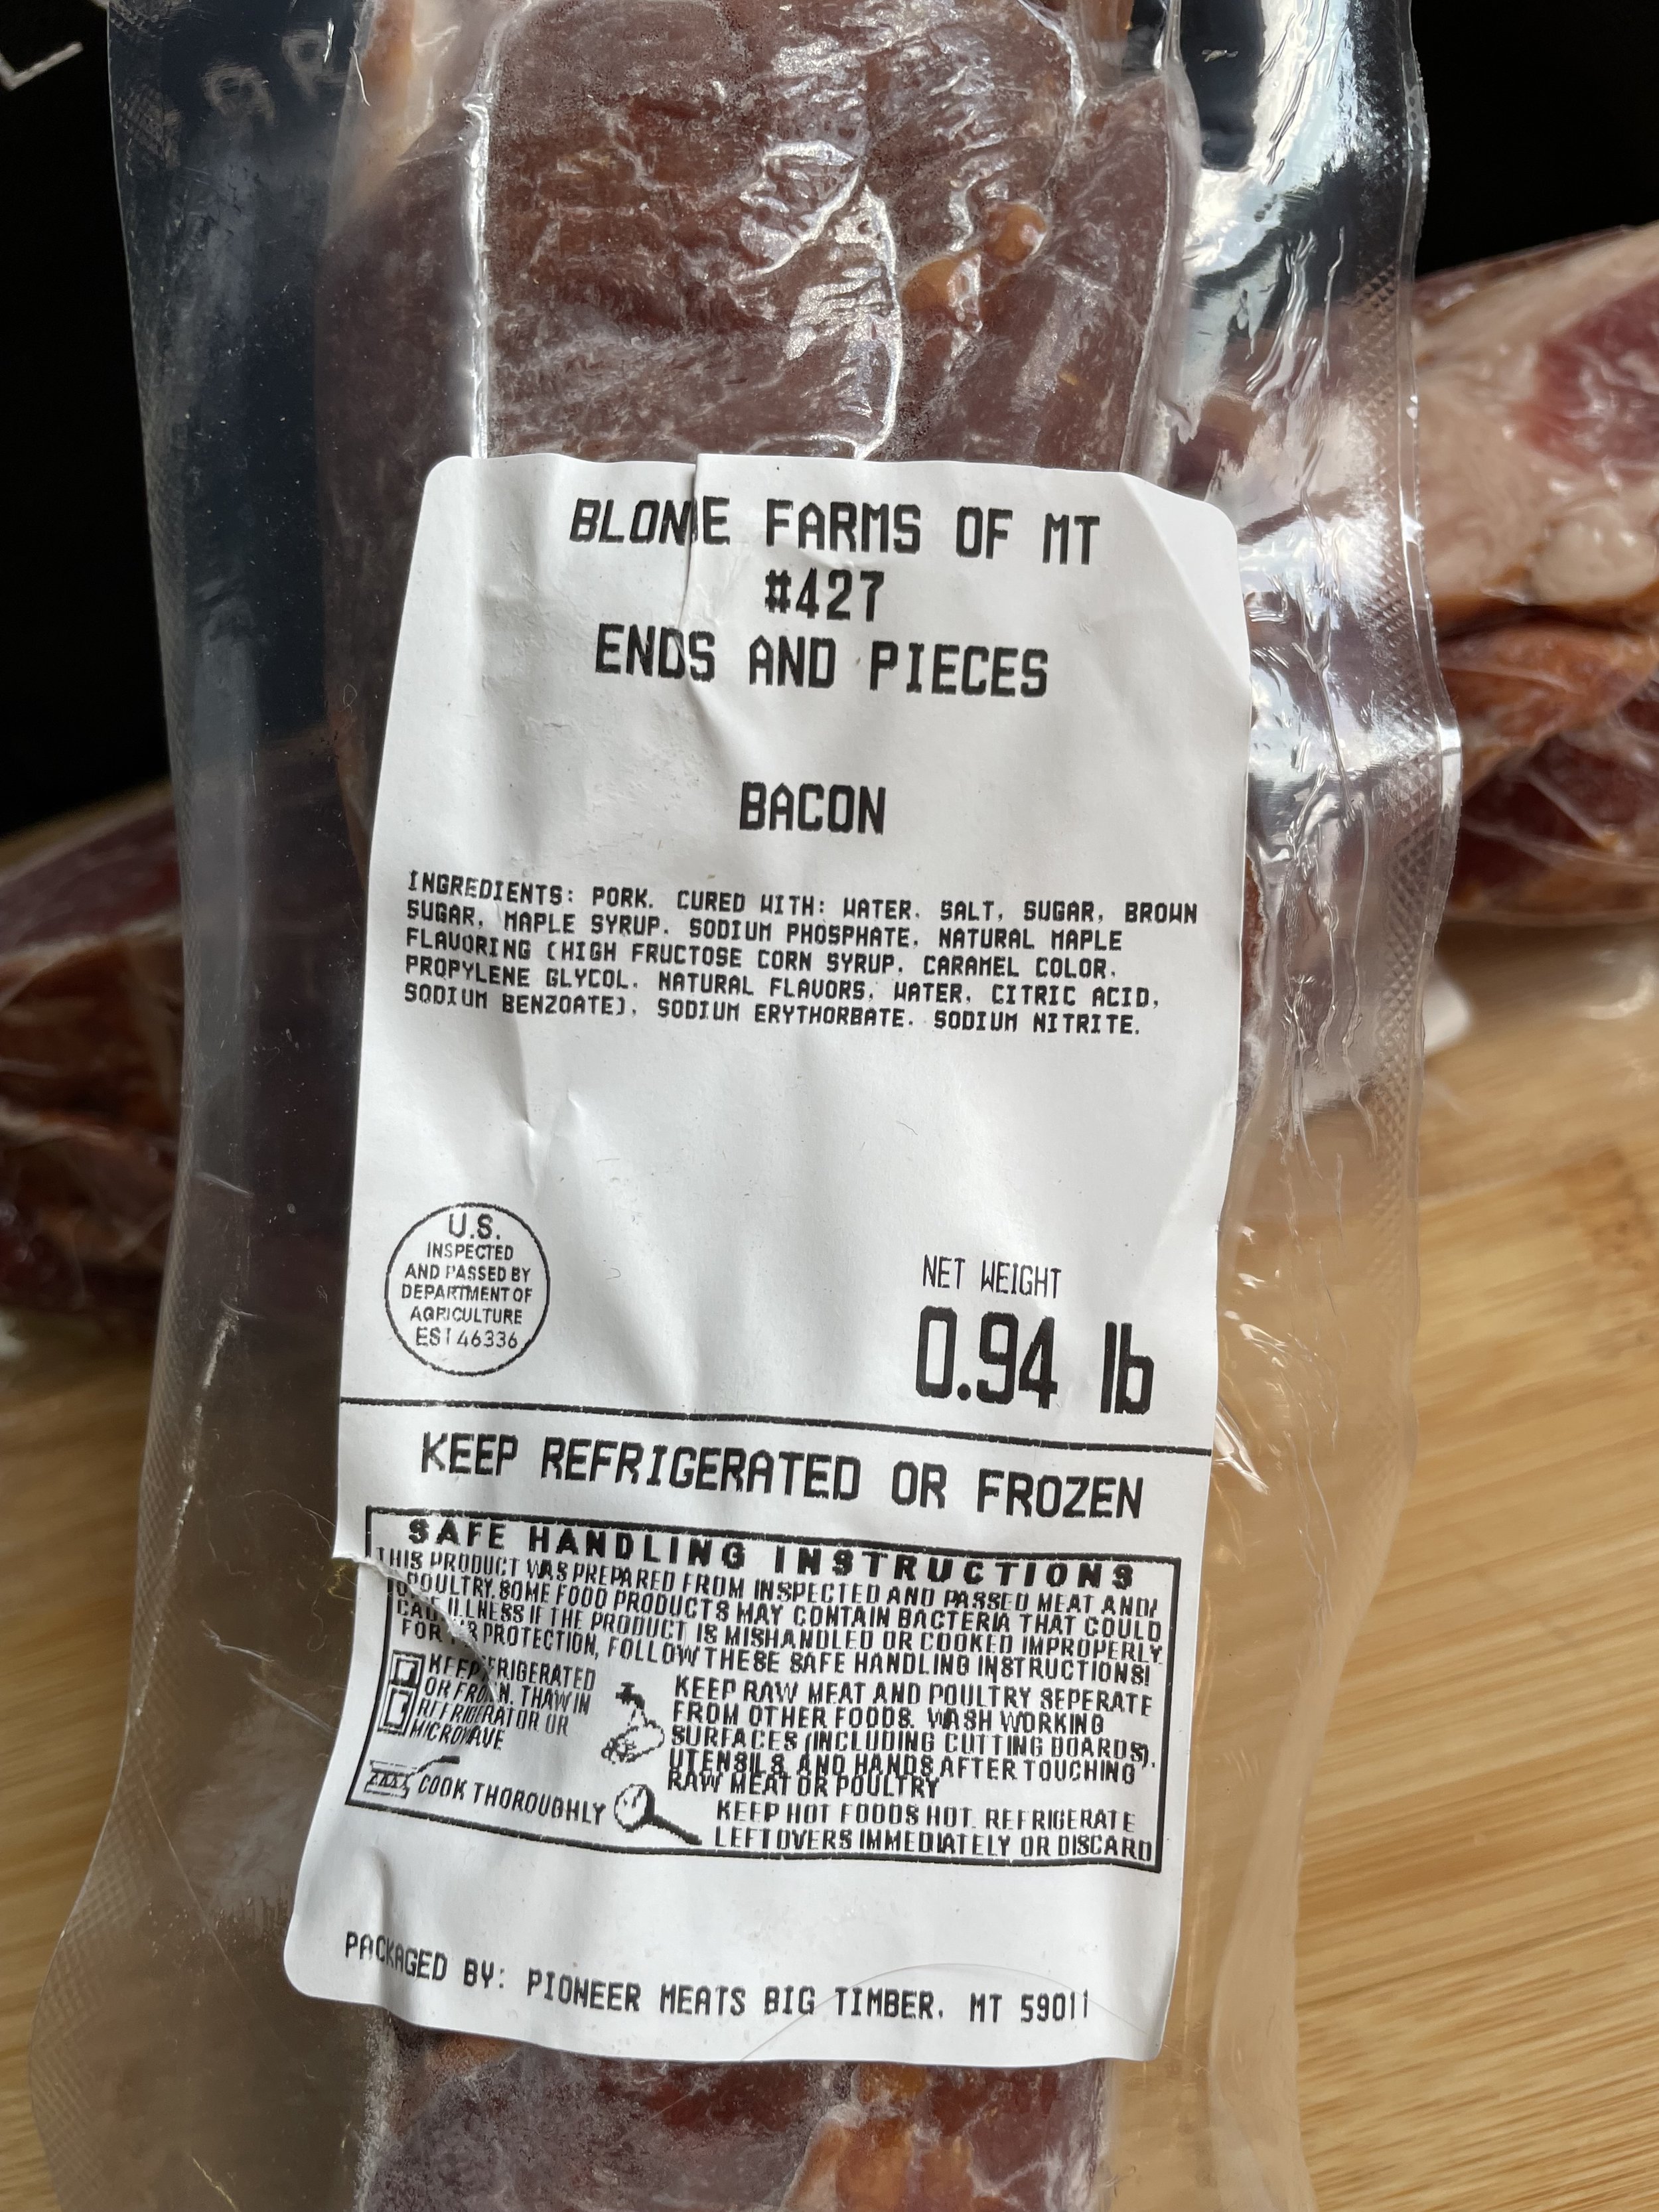 FARMS OF MT
#427
ENDS AND PIECES
BACON
INGREDIENTS: PORK. CURED WITH: WATER, SALT, SUGAR, BROWN
SUGAR, MAPLE SYRUP, SODIUM PHOSPHATE, NATURAL MAPLE
FLAVORING (HIGH FRUCTOSE CORN SYRUP, CARAMEL COLOR,
PROPYLENE GLYCOL, NATURAL FLAVORS, WATER, CITRIC ACID,
SODIUM BENZOATE), SODIUM ERYTHORBATE, SODIUM NITRITE.
U.S.
INSPECTED
AND PASSED BY
DEPARTMENT OF
AGRICULTURE
EST 46336
NET WEIGHT
0.94 lb
KEEP REFRIGERATED OR FROZEN
SAFE HANDLING INSTRUCTIONS
THIS PRODUCT WAS PREPARED FROM INSPECTED AND PASSED MEAT AND/
POULTRY. SOME FOOD PRODUCTS MAY CONTAIN BACTERIA THAT COULD
ILLNESS IF THE PRODUCT IS MISHANDLED OR COOKED IMPROPERLY
FOR PROTECTION, FOLLOW THESE SAFE HANDLING INSTRUCTIONS!
KEEP
OR FROZEN. THAW IN
REFRIGERATOR OR
MICROWAVE
KEEP RAW MEAT AND POULTRY SEPERATE
FROM OTHER FOODS. WASH WORKING
SURFACES (INCLUDING CUTTING BOARDS),
UTENSILS, AND HANDS AFTER TOUCHING
RAW MEAT OR POULTRY
COOK THOROUGHLY
KEEP HOT FOODS HOT. REFRIGERATE
LEFTOVERS IMMEDIATELY OR DISCARD
PACKAGED BY: PIONEER MEATS BIG TIMBER, MT 59011